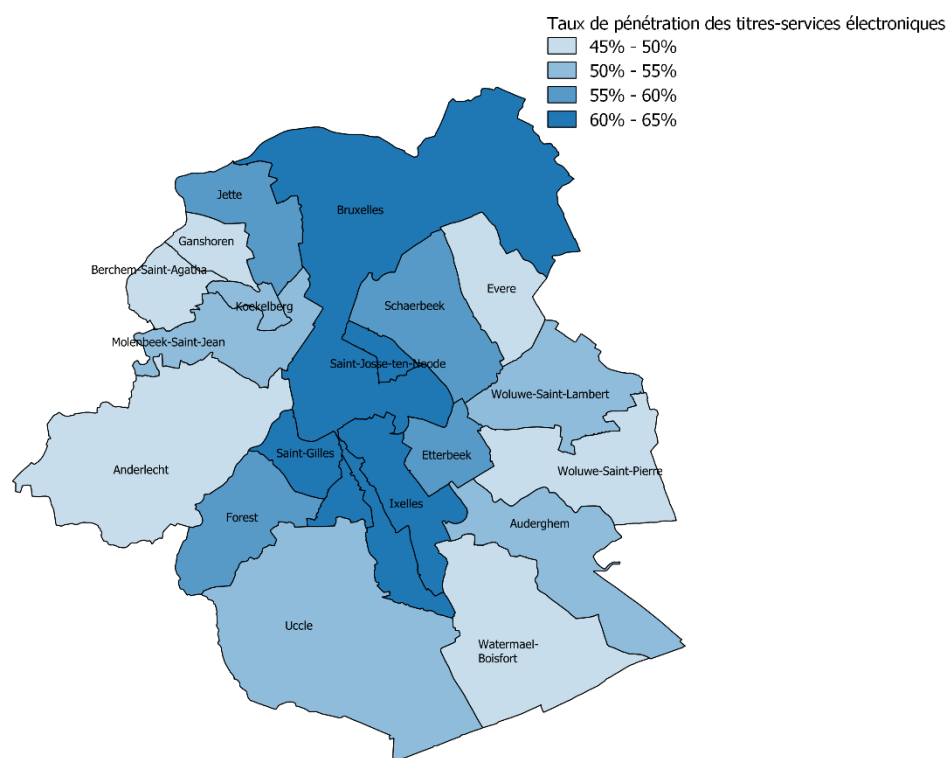 Taux de pénétration des titres-services électroniques
45% - 50%
50% - 55%
55% - 60%
60% - 65%
Jette
Bruxelles
Ganshoren
Berchem-Saint-Agatha
Evere
Koekelberg
Schaerbeek
Molenbeek-Saint-Jean
Saint-Josse-ten-Noode
Woluwe-Saint-Lambert
Saint-Gilles
Etterbeek
Anderlecht
Woluwe-Saint-Pierre
Ixelles
Forest
Auderghem
Uccle
Watermael-
Boisfort